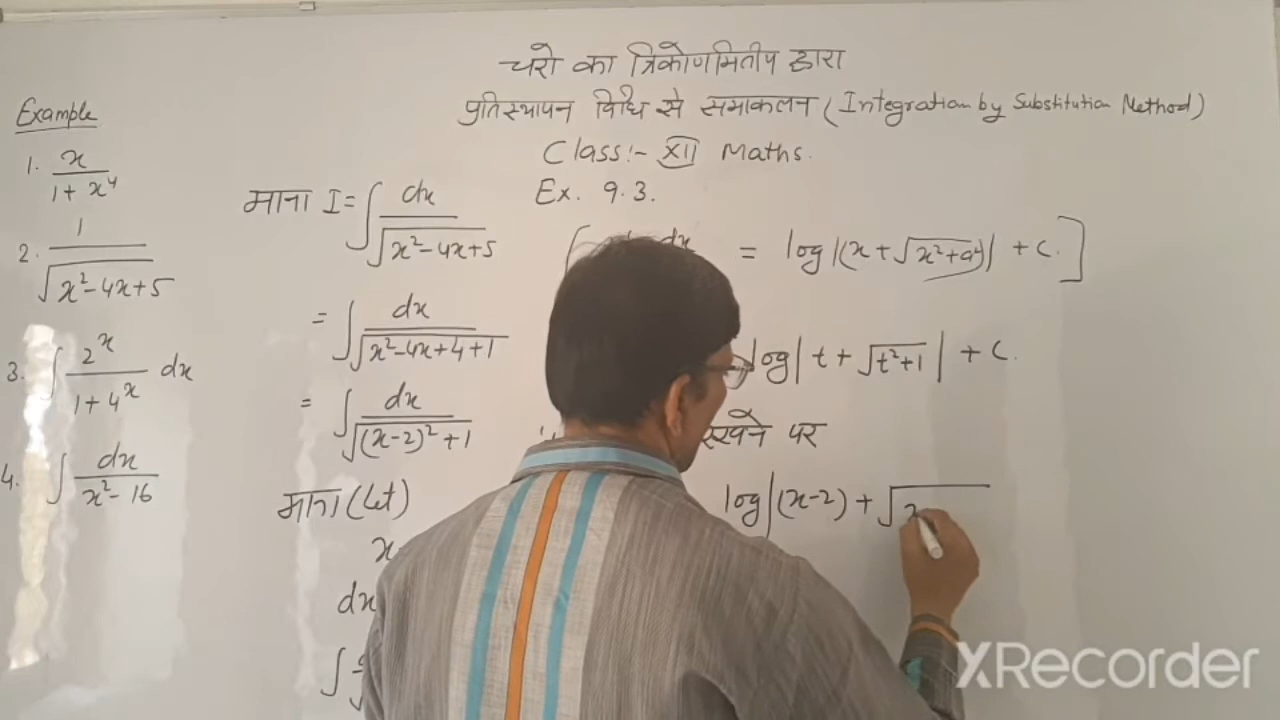 चरो का त्रिकोणमितीय द्वारा
प्रतिस्थापन विधि से समाकलन (Integration by Substitution Method)
Class:- XII Maths.
Ex. 9.3.
Example
1. x / 1 + x⁴
2. 1 / √x²-4x+5
3. ∫ 2ˣ / 1 + 4ˣ dx
4. ∫ dx / x²-16
माना I = ∫ dx / √x²-4x+5
= ∫ dx / √x²-4x+4+1
= ∫ dx / √(x-2)²+1
माना (Let)
x
dx
∫
dx = log|(x + √x²+a²)| + c. ]
log| t + √t²+1 | + c.
रखने पर
log|(x-2) + √x
XRecorder